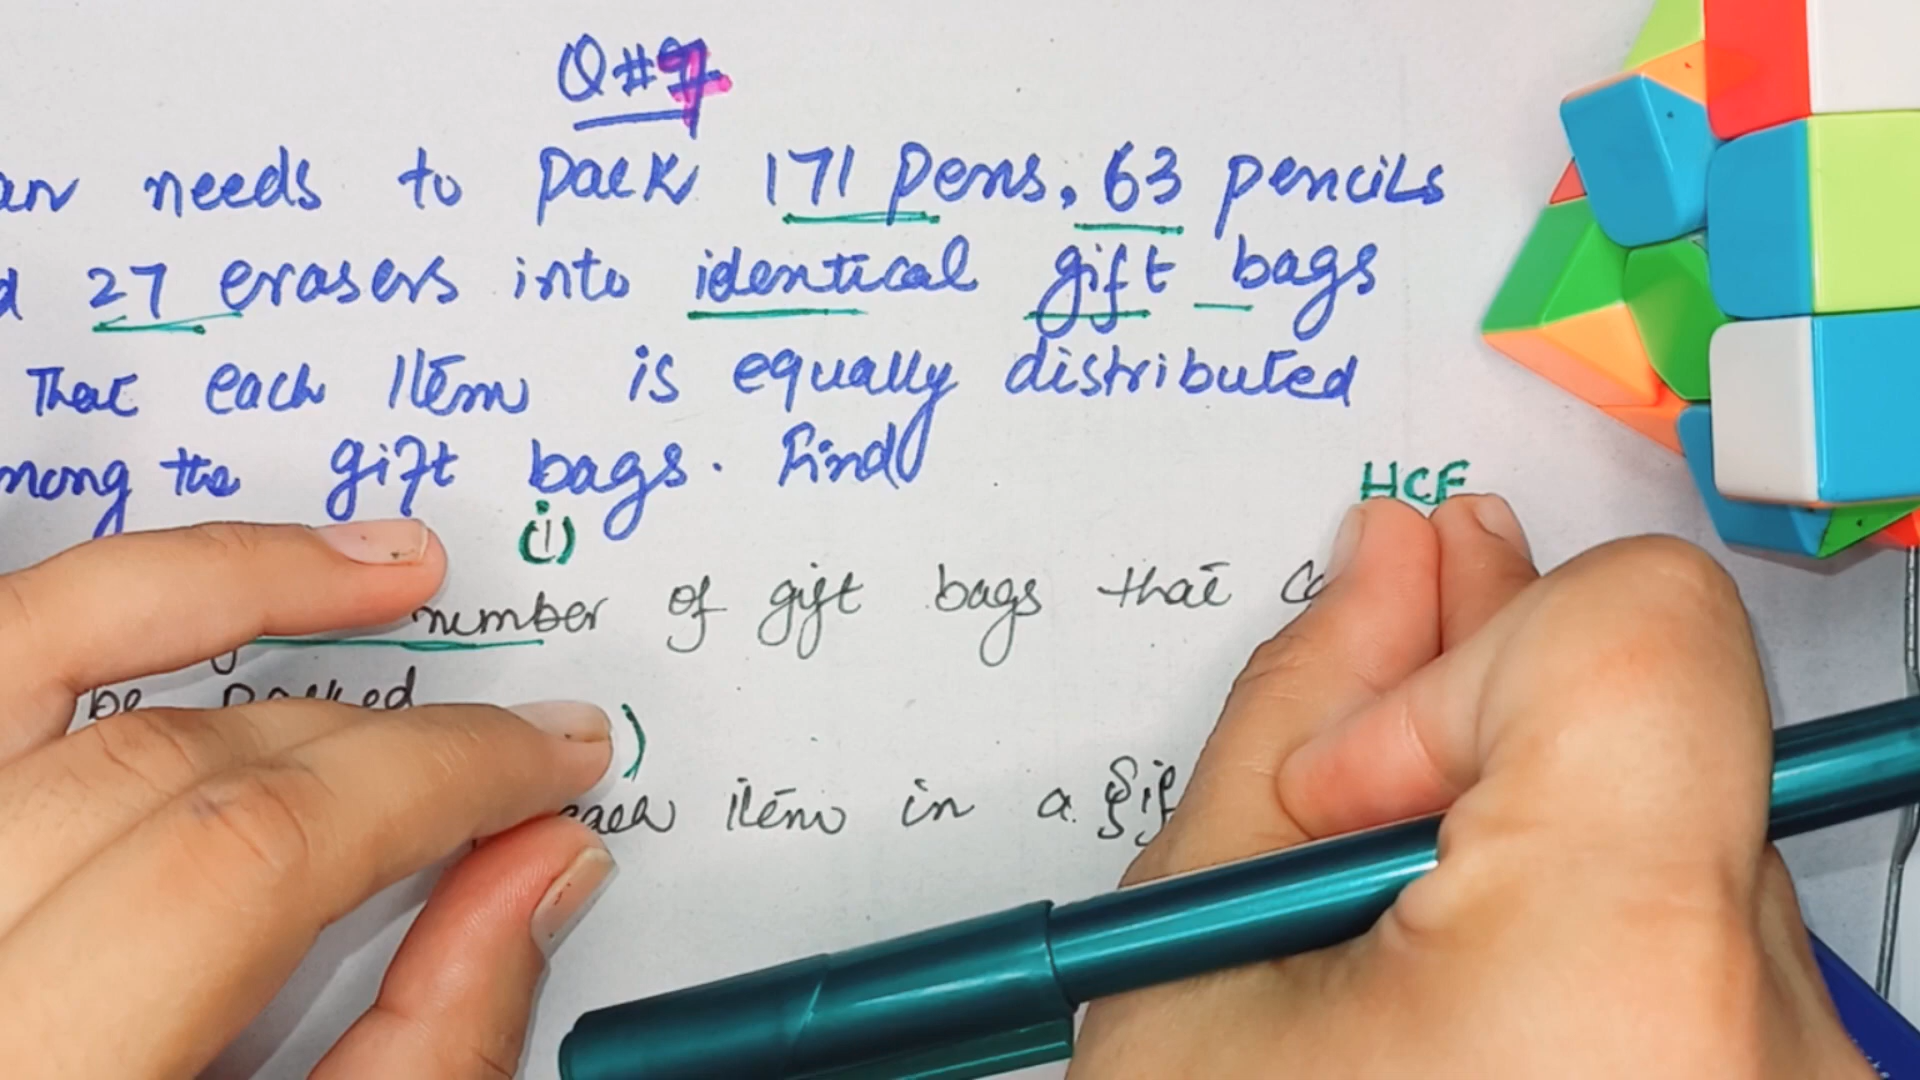 Q#7
needs to pack 171 pens, 63 pencils
27 erasers into identical gift bags
That each Item is equally distributed
the gift bags. Find
HCF
(i)
number of gift bags that
be packed
)
each item in a